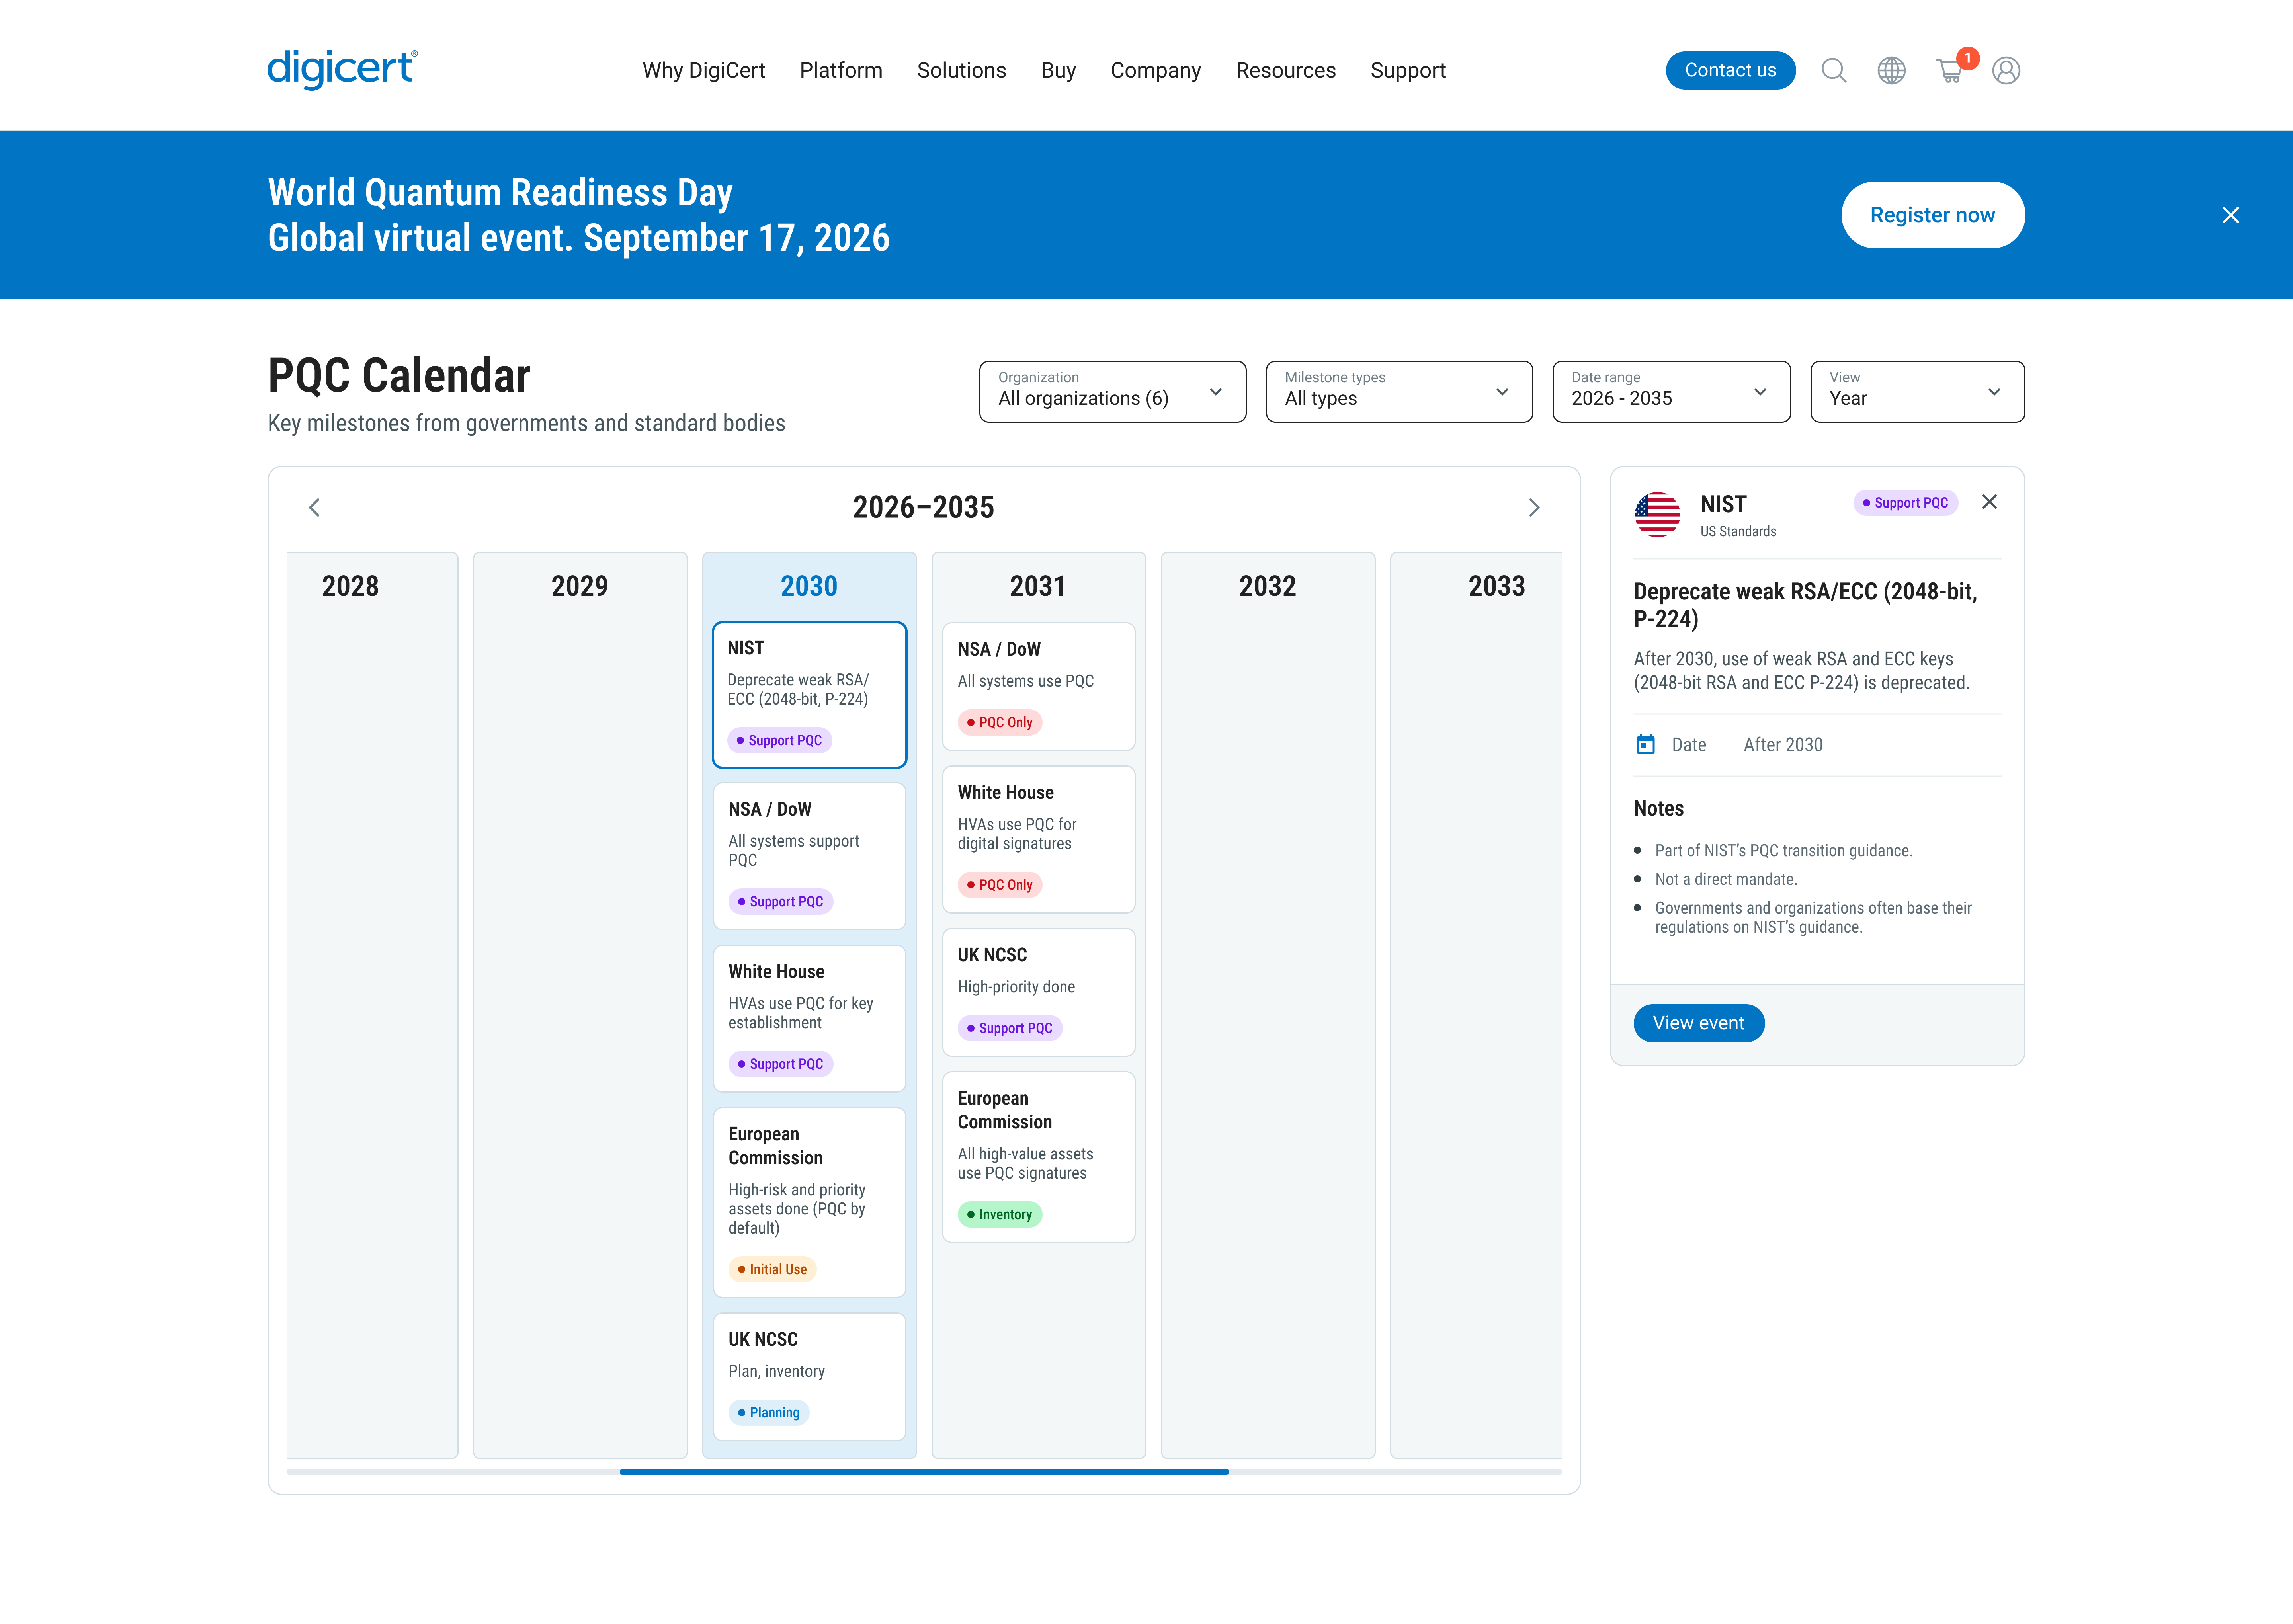 digicert®
Why DigiCert
Platform
Solutions
Buy
Company
Resources
Support
Contact us
1
World Quantum Readiness Day
Global virtual event. September 17, 2026
Register now
PQC Calendar
Key milestones from governments and standard bodies
Organization
All organizations (6)
Milestone types
All types
Date range
2026 - 2035
View
Year
2026–2035
2028
2029
2030
NIST
Deprecate weak RSA/
ECC (2048-bit, P-224)
Support PQC
NSA / DoW
All systems support
PQC
Support PQC
White House
HVAs use PQC for key
establishment
Support PQC
European
Commission
High-risk and priority
assets done (PQC by
default)
Initial Use
UK NCSC
Plan, inventory
Planning
2031
NSA / DoW
All systems use PQC
PQC Only
White House
HVAs use PQC for
digital signatures
PQC Only
UK NCSC
High-priority done
Support PQC
European
Commission
All high-value assets
use PQC signatures
Inventory
2032
2033
NIST
US Standards
Support PQC
Deprecate weak RSA/ECC (2048-bit,
P-224)
After 2030, use of weak RSA and ECC keys
(2048-bit RSA and ECC P-224) is deprecated.
Date
After 2030
Notes
Part of NIST’s PQC transition guidance.
Not a direct mandate.
Governments and organizations often base their
regulations on NIST’s guidance.
View event